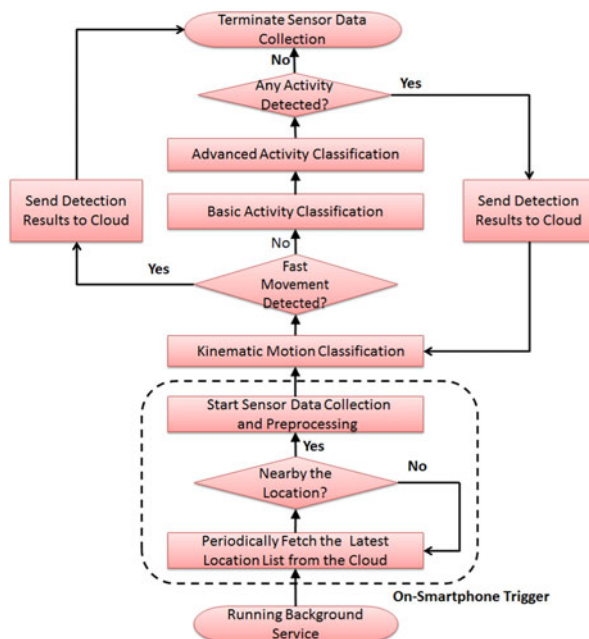 Terminate Sensor Data
Collection
No
Any Activity
Detected?
Yes
Advanced Activity Classification
Send Detection
Results to Cloud
Basic Activity Classification
Send Detection
Results to Cloud
No
Yes
Fast
Movement
Detected?
Kinematic Motion Classification
Start Sensor Data Collection
and Preprocessing
Yes
Nearby the
Location?
No
Periodically Fetch the Latest
Location List from the Cloud
On-Smartphone Trigger
Running Background
Service